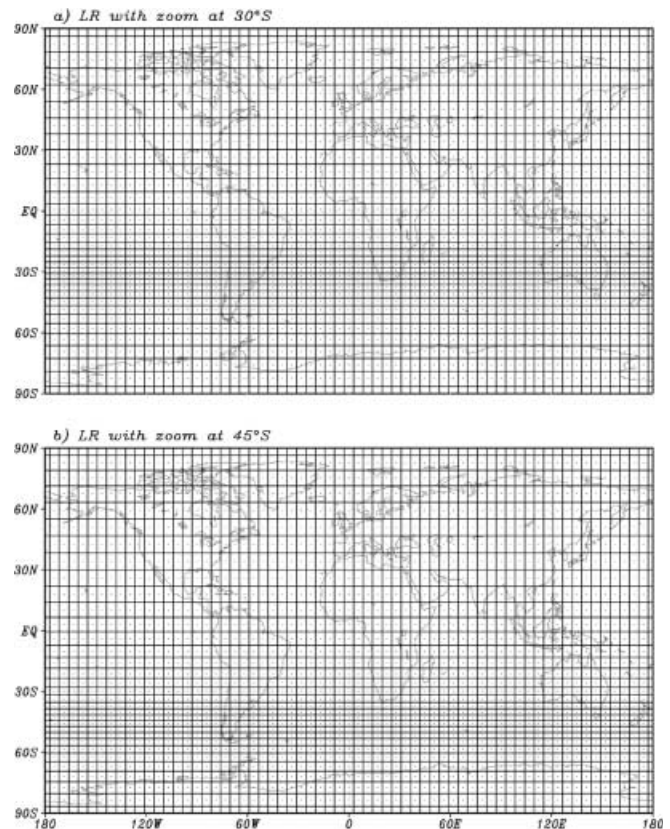 a) LR with zoom at 30°S
90N
60N
30N
EQ
30S
60S
90S
b) LR with zoom at 45°S
90N
60N
30N
EQ
30S
60S
90S
180 120W 60W 0 60E 120E 180